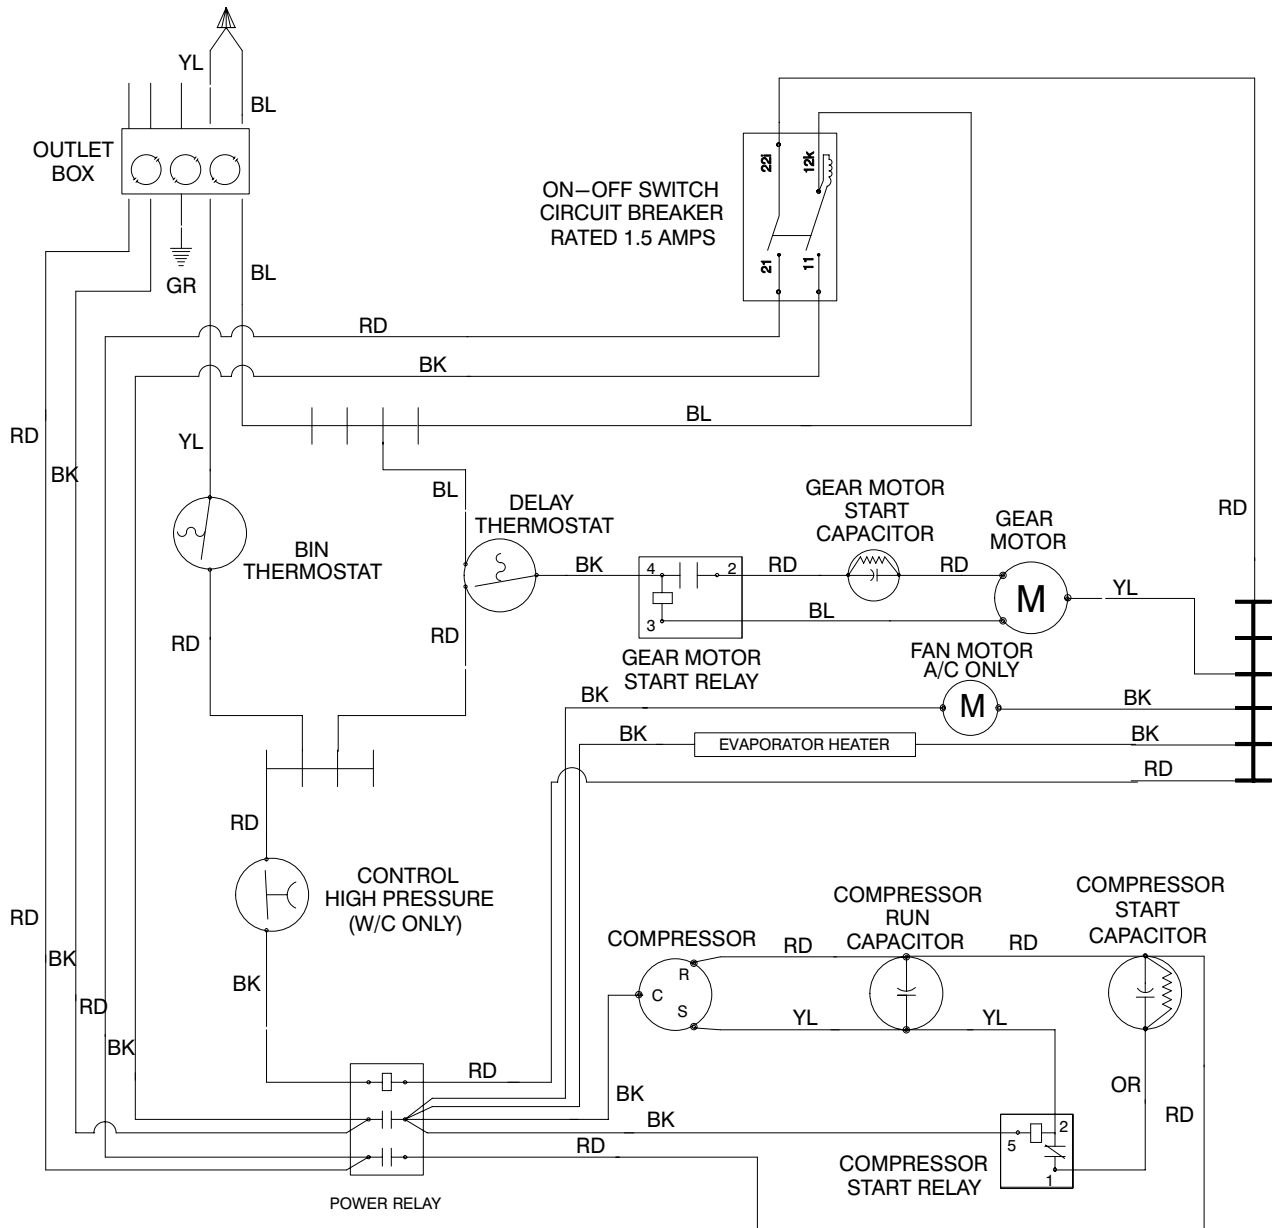 YL
BL
OUTLET
BOX
GR
BL
ON–OFF SWITCH
CIRCUIT BREAKER
RATED 1.5 AMPS
22i
12k
21
11
RD
BK
BL
RD
BK
YL
BL
DELAY
THERMOSTAT
GEAR MOTOR
START
CAPACITOR
GEAR
MOTOR
RD
BIN
THERMOSTAT
BK
4
2
3
RD
RD
M
YL
BL
RD
RD
GEAR MOTOR
START RELAY
FAN MOTOR
A/C ONLY
BK
M
BK
BK
EVAPORATOR HEATER
BK
RD
RD
CONTROL
HIGH PRESSURE
(W/C ONLY)
RD
BK
RD
BK
BK
COMPRESSOR
R
C
S
RD
COMPRESSOR
RUN
CAPACITOR
RD
COMPRESSOR
START
CAPACITOR
YL
YL
RD
BK
BK
RD
OR
RD
5
2
1
COMPRESSOR
START RELAY
POWER RELAY